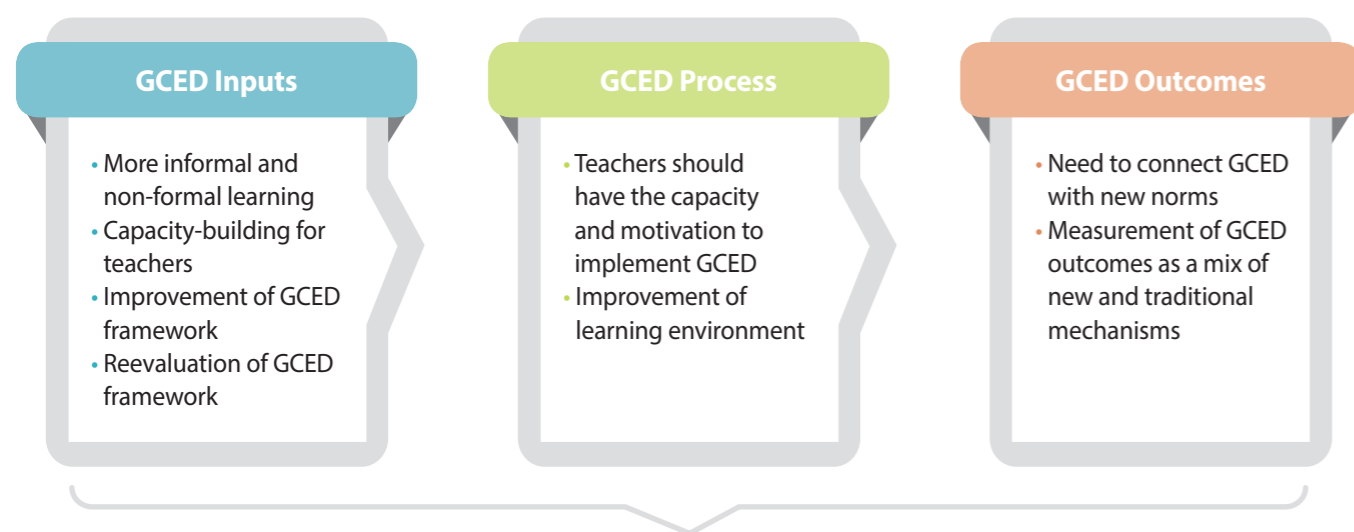 GCED Inputs
• More informal and
non-formal learning
• Capacity-building for
teachers
• Improvement of GCED
framework
• Reevaluation of GCED
framework
GCED Process
• Teachers should
have the capacity
and motivation to
implement GCED
• Improvement of
learning environment
GCED Outcomes
• Need to connect GCED
with new norms
• Measurement of GCED
outcomes as a mix of
new and traditional
mechanisms